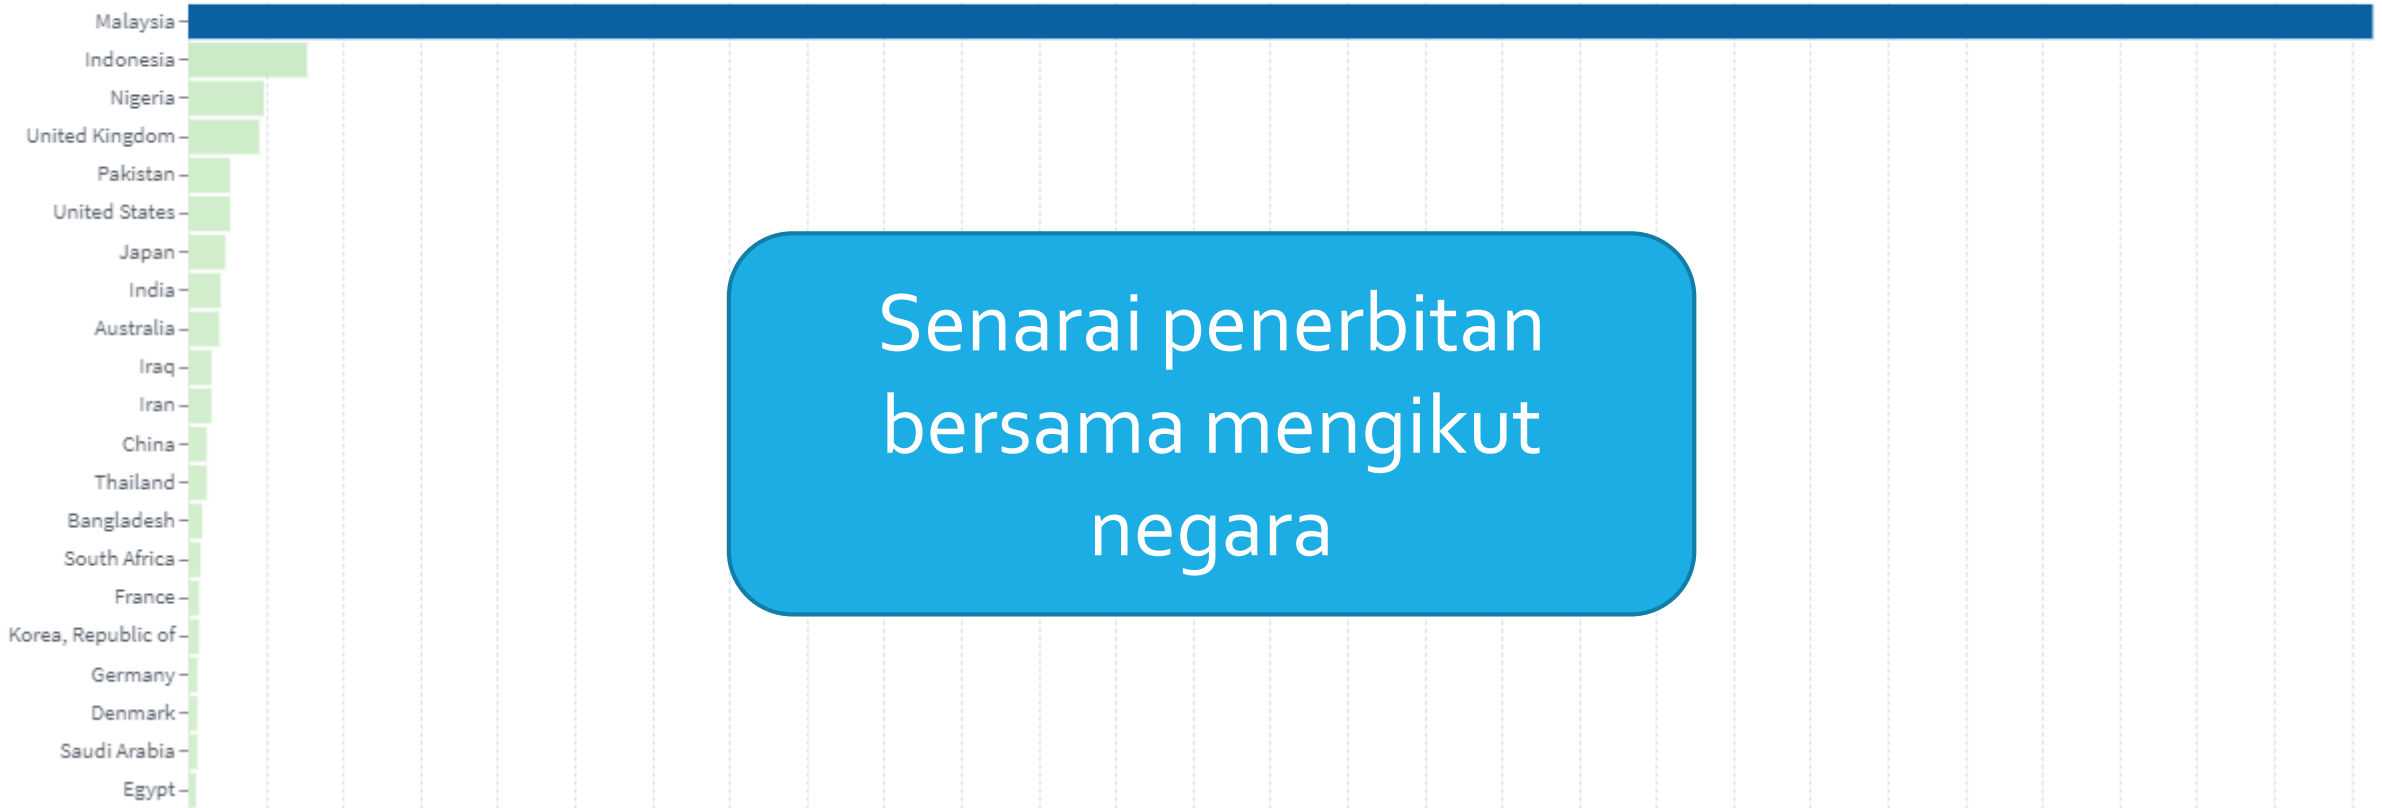 Malaysia
Indonesia
Nigeria
United Kingdom
Pakistan
United States
Japan
India
Australia
Iraq
Iran
China
Thailand
Bangladesh
South Africa
France
Korea, Republic of
Germany
Denmark
Saudi Arabia
Egypt
Senarai penerbitan
bersama mengikut
negara